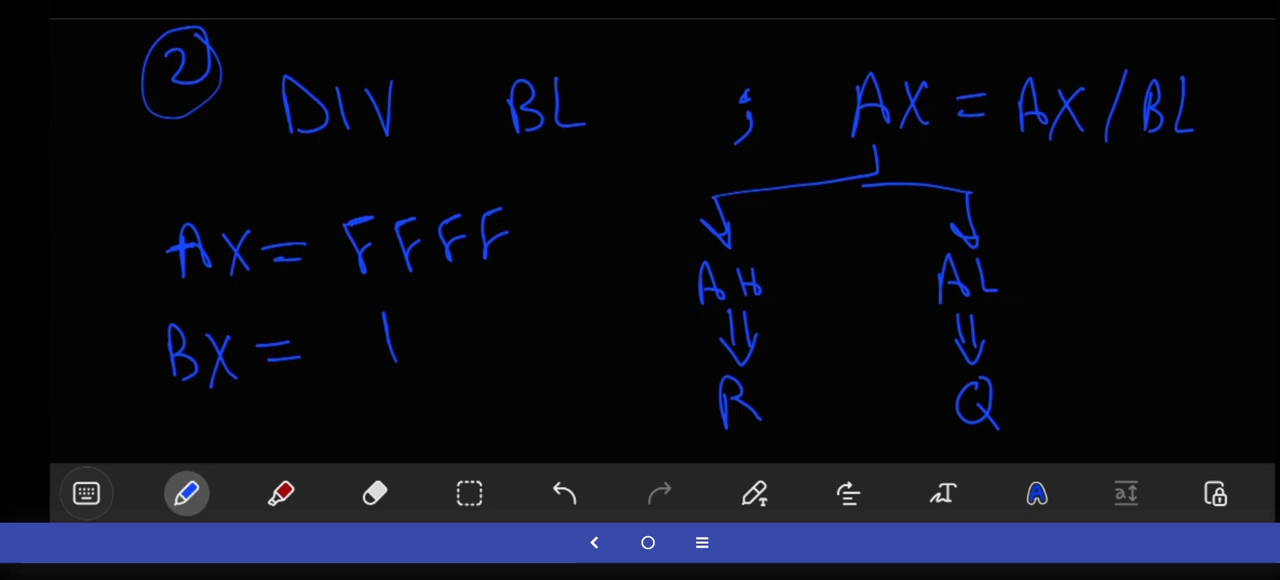 2
DIV BL ; AX = AX / BL
AX = FFFF
AH AL
BX = 1
R Q